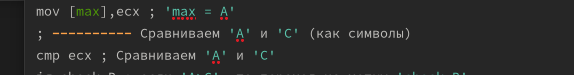 mov [max],ecx ; 'max = A'
; ---------- Сравниваем 'A' и 'C' (как символы)
cmp ecx ; Сравниваем 'A' и 'C'